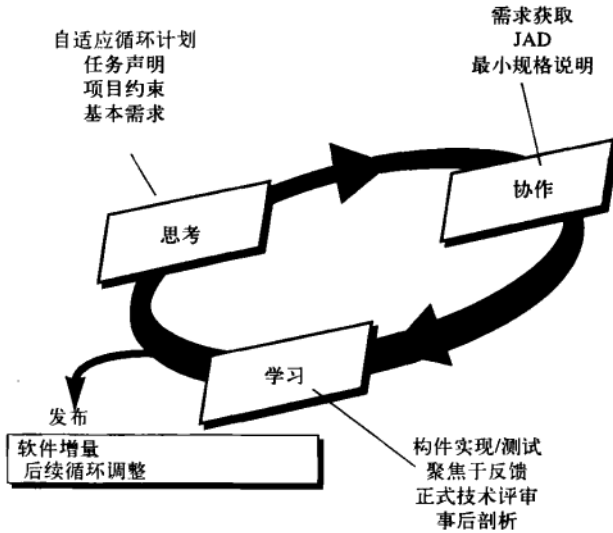 自适应循环计划
任务声明
项目约束
基本需求
需求获取
JAD
最小规格说明
思考
协作
学习
发布
软件增量
后续循环调整
构件实现/测试
聚焦于反馈
正式技术评审
事后剖析